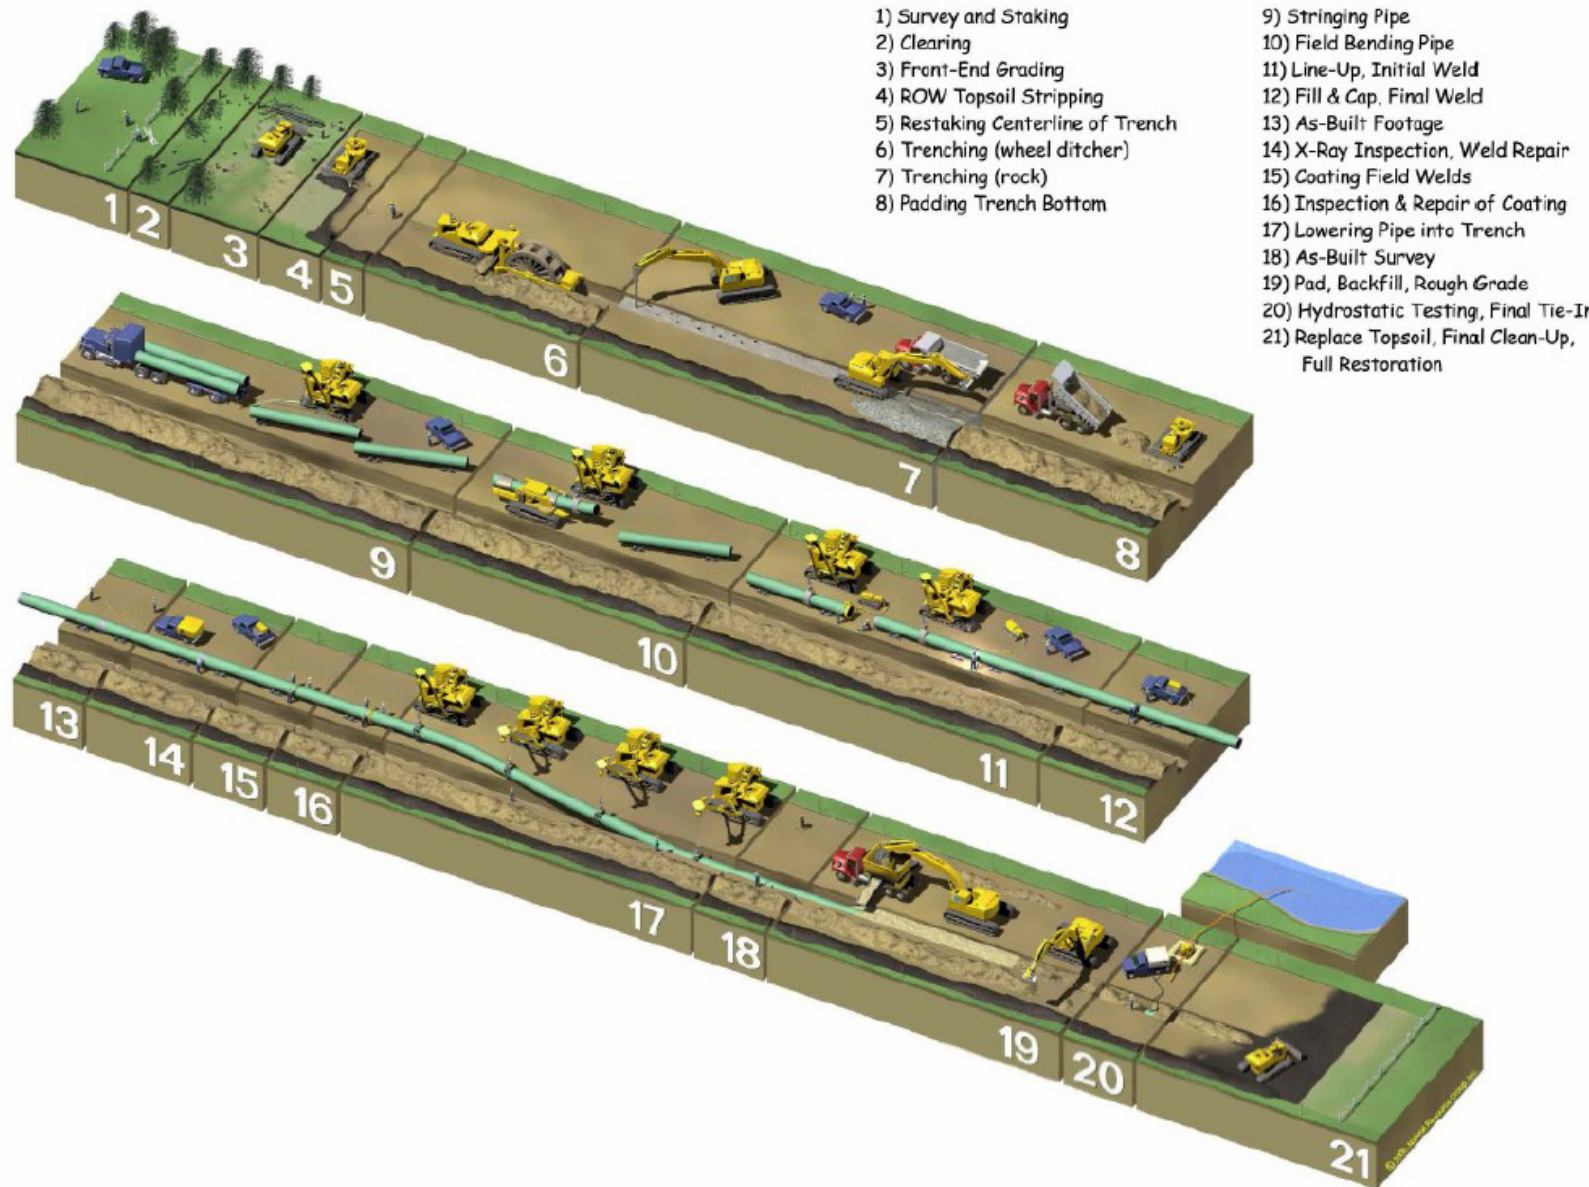 1) Survey and Staking
2) Clearing
3) Front-End Grading
4) ROW Topsoil Stripping
5) Restaking Centerline of Trench
6) Trenching (wheel ditcher)
7) Trenching (rock)
8) Padding Trench Bottom
9) Stringing Pipe
10) Field Bending Pipe
11) Line-Up, Initial Weld
12) Fill & Cap, Final Weld
13) As-Built Footage
14) X-Ray Inspection, Weld Repair
15) Coating Field Welds
16) Inspection & Repair of Coating
17) Lowering Pipe into Trench
18) As-Built Survey
19) Pad, Backfill, Rough Grade
20) Hydrostatic Testing, Final Tie-In
21) Replace Topsoil, Final Clean-Up,
Full Restoration
1
2
3
4
5
6
7
8
9
10
11
12
13
14
15
16
17
18
19
20
21